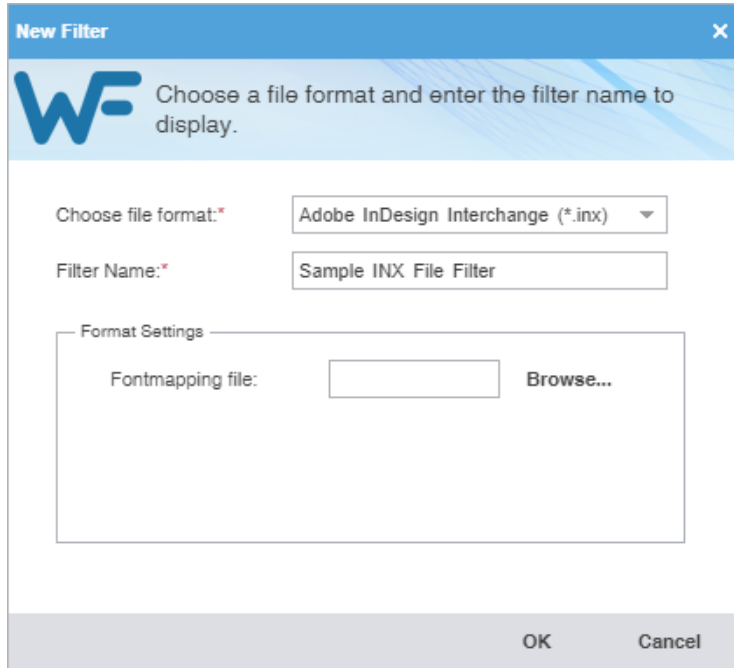 New Filter
WF Choose a file format and enter the filter name to
display.
Choose file format:* Adobe InDesign Interchange (*.inx)
Filter Name:* Sample INX File Filter
Format Settings
Fontmapping file: Browse...
OK Cancel